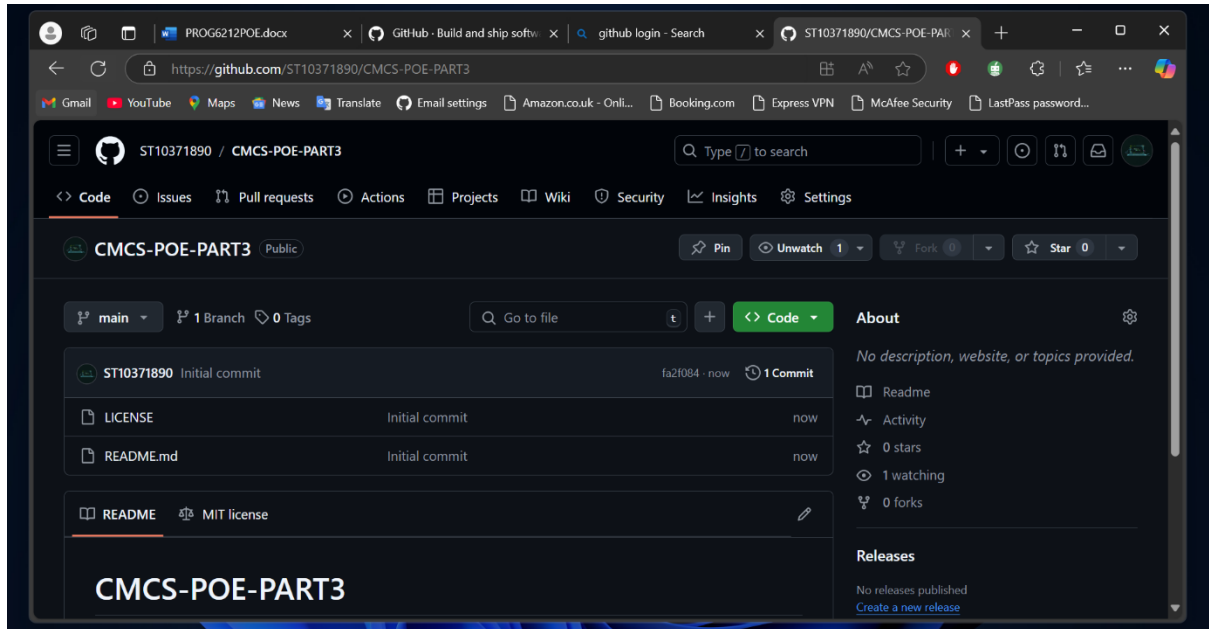 PROG6212POE.docx
GitHub · Build and ship softw
github login - Search
ST10371890/CMCS-POE-PAR
https://github.com/ST10371890/CMCS-POE-PART3
Gmail YouTube Maps News Translate Email settings Amazon.co.uk - Onli... Booking.com Express VPN McAfee Security LastPass password...
ST10371890 / CMCS-POE-PART3
Type / to search
Code Issues Pull requests Actions Projects Wiki Security Insights Settings
CMCS-POE-PART3 Public
Pin Unwatch 1 Fork 0 Star 0
main 1 Branch 0 Tags
Go to file t
Code
ST10371890 Initial commit fa2f084 · now 1 Commit
LICENSE Initial commit now
README.md Initial commit now
README MIT license
CMCS-POE-PART3
About
No description, website, or topics provided.
Readme
Activity
0 stars
1 watching
0 forks
Releases
No releases published
Create a new release